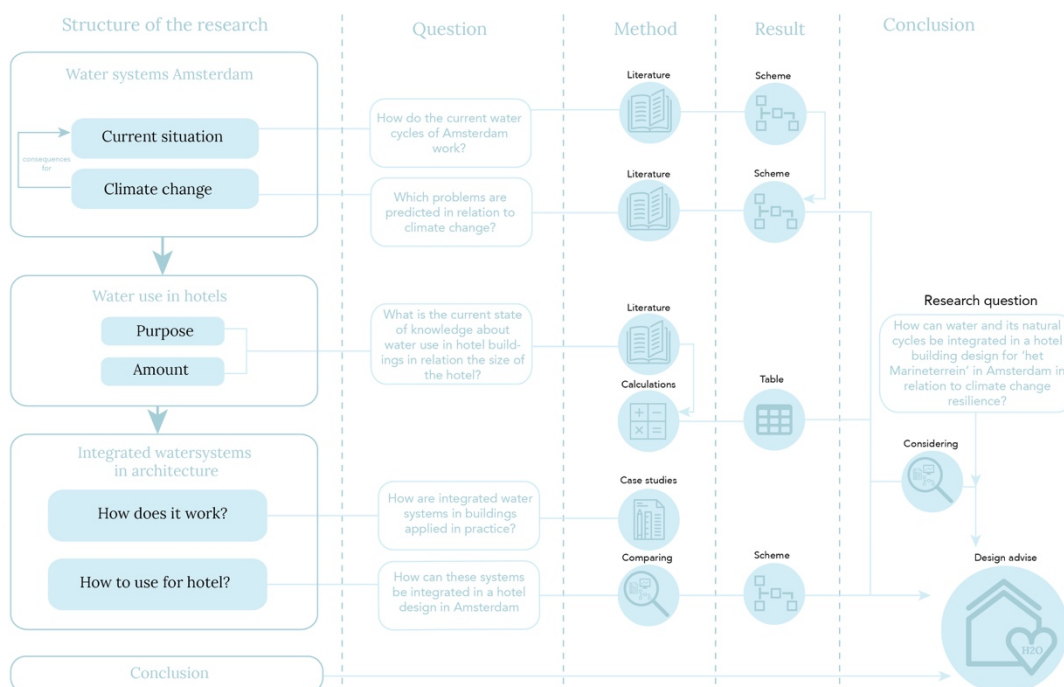 Structure of the research
Question
Method
Result
Conclusion
Water systems Amsterdam
Current situation
consequences
for
Climate change
How do the current water
cycles of Amsterdam
work?
Literature
Scheme
Which problems are
predicted in relation to
climate change?
Literature
Scheme
Water use in hotels
Purpose
Amount
What is the current state
of knowledge about
water use in hotel buil-
dings in relation the size of
the hotel?
Literature
Calculations
Table
Integrated watersystems
in architecture
How does it work?
How to use for hotel?
How are integrated water
systems in buildings
applied in practice?
Case studies
How can these systems
be integrated in a hotel
design in Amsterdam
Comparing
Scheme
Research question
How can water and its natural
cycles be integrated in a hotel
building design for ‘het
Marineterrein’ in Amsterdam in
relation to climate change
resilience?
Considering
Design advise
H2O
Conclusion